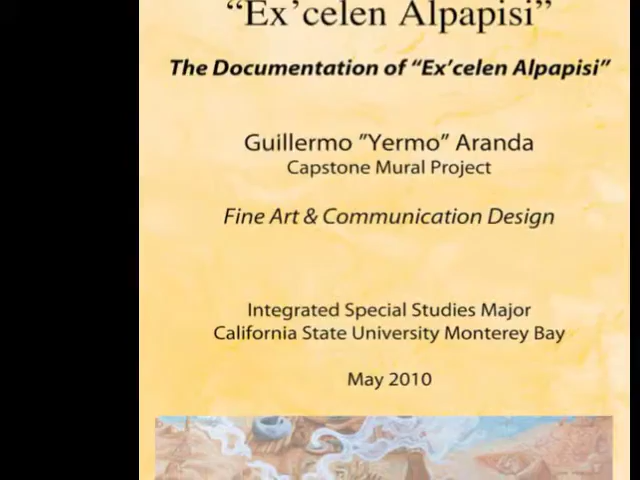 “Ex’celen Alpapisi”
The Documentation of “Ex’celen Alpapisi”
Guillermo ”Yermo” Aranda
Capstone Mural Project
Fine Art & Communication Design
Integrated Special Studies Major
California State University Monterey Bay
May 2010